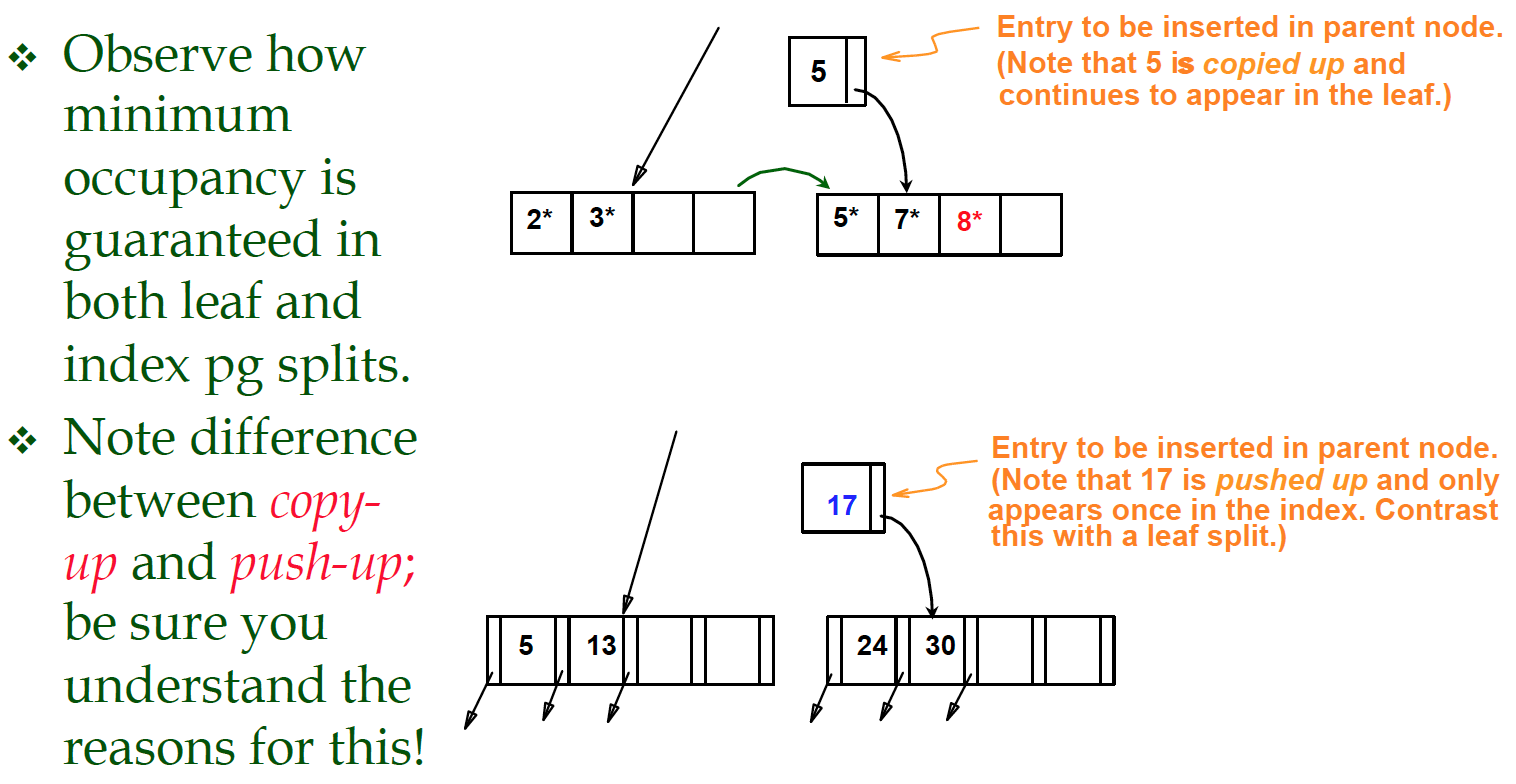 ❖ Observe how
minimum
occupancy is
guaranteed in
both leaf and
index pg splits.
❖ Note difference
between copy-
up and push-up;
be sure you
understand the
reasons for this!
Entry to be inserted in parent node.
(Note that 5 is copied up and
continues to appear in the leaf.)
5
2* 3*
5* 7* 8*
Entry to be inserted in parent node.
(Note that 17 is pushed up and only
appears once in the index. Contrast
this with a leaf split.)
17
5 13
24 30